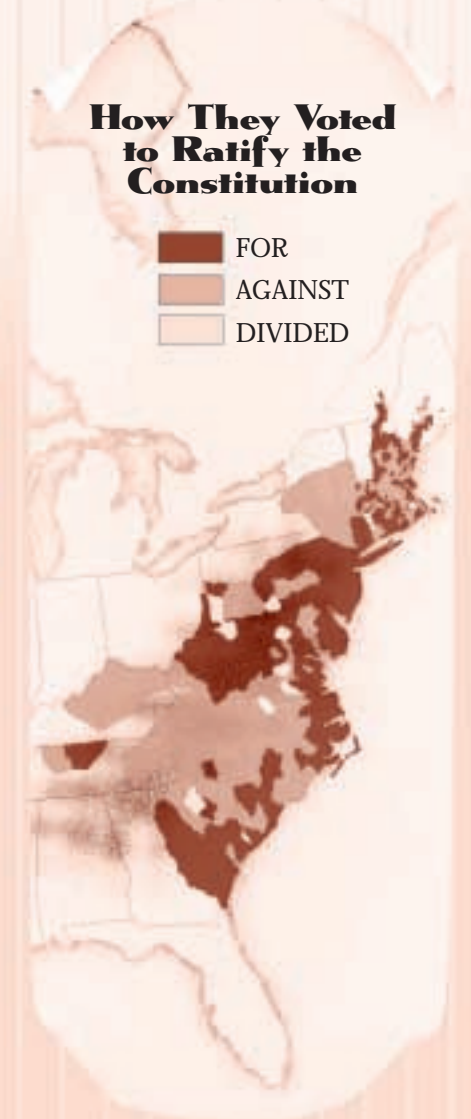 How They Voted
to Ratify the
Constitution
FOR
AGAINST
DIVIDED